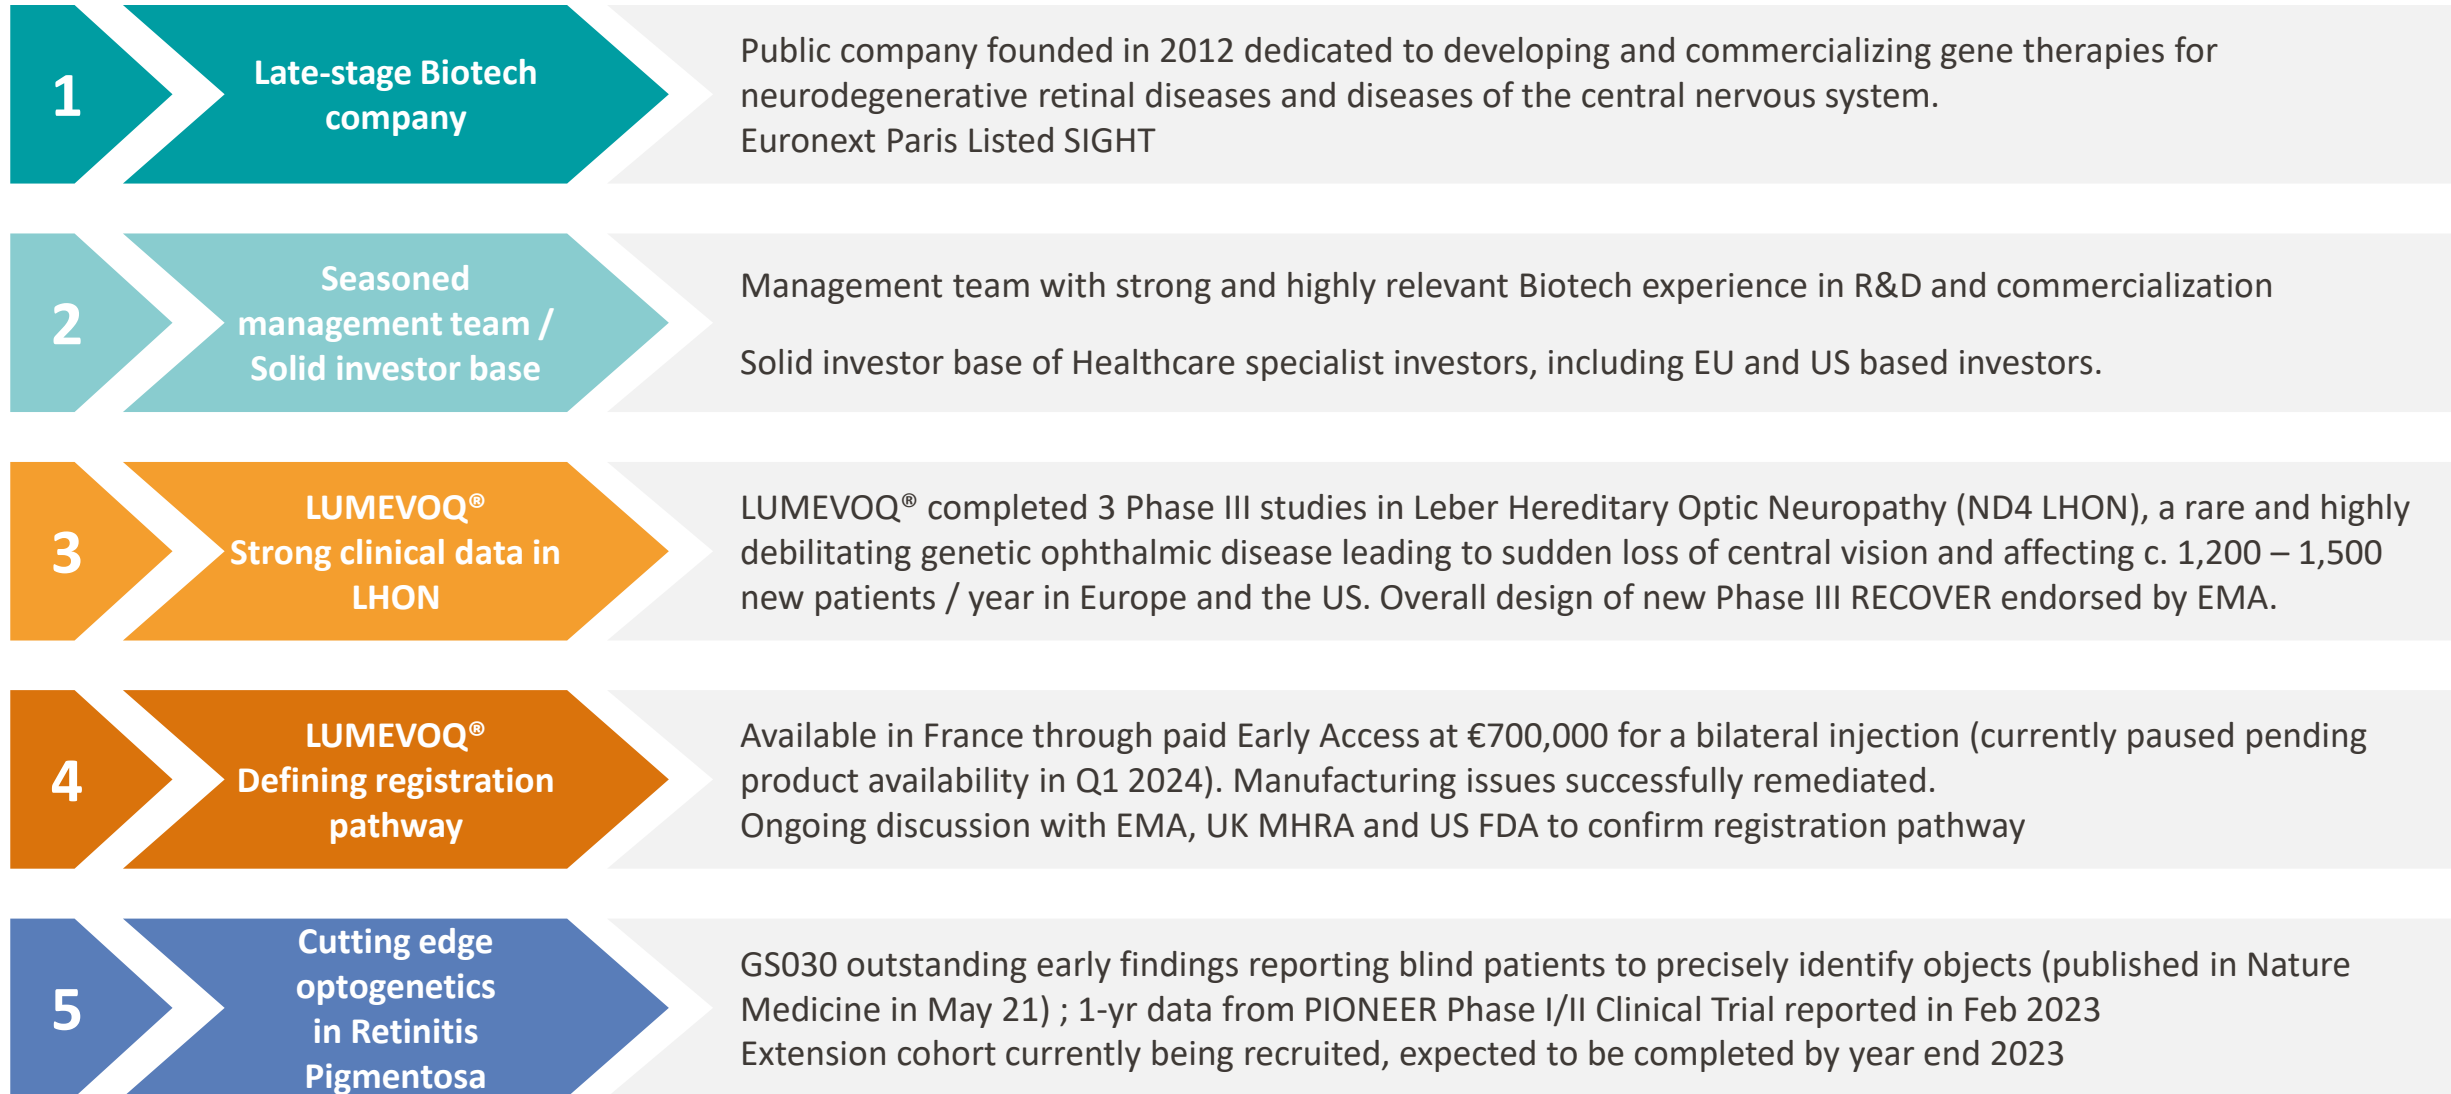 1
Late-stage Biotech
company
Public company founded in 2012 dedicated to developing and commercializing gene therapies for
neurodegenerative retinal diseases and diseases of the central nervous system.
Euronext Paris Listed SIGHT
2
Seasoned
management team /
Solid investor base
Management team with strong and highly relevant Biotech experience in R&D and commercialization
Solid investor base of Healthcare specialist investors, including EU and US based investors.
3
LUMEVOQ®
Strong clinical data in
LHON
LUMEVOQ® completed 3 Phase III studies in Leber Hereditary Optic Neuropathy (ND4 LHON), a rare and highly
debilitating genetic ophthalmic disease leading to sudden loss of central vision and affecting c. 1,200 – 1,500
new patients / year in Europe and the US. Overall design of new Phase III RECOVER endorsed by EMA.
4
LUMEVOQ®
Defining registration
pathway
Available in France through paid Early Access at €700,000 for a bilateral injection (currently paused pending
product availability in Q1 2024). Manufacturing issues successfully remediated.
Ongoing discussion with EMA, UK MHRA and US FDA to confirm registration pathway
5
Cutting edge
optogenetics
in Retinitis
Pigmentosa
GS030 outstanding early findings reporting blind patients to precisely identify objects (published in Nature
Medicine in May 21) ; 1-yr data from PIONEER Phase I/II Clinical Trial reported in Feb 2023
Extension cohort currently being recruited, expected to be completed by year end 2023